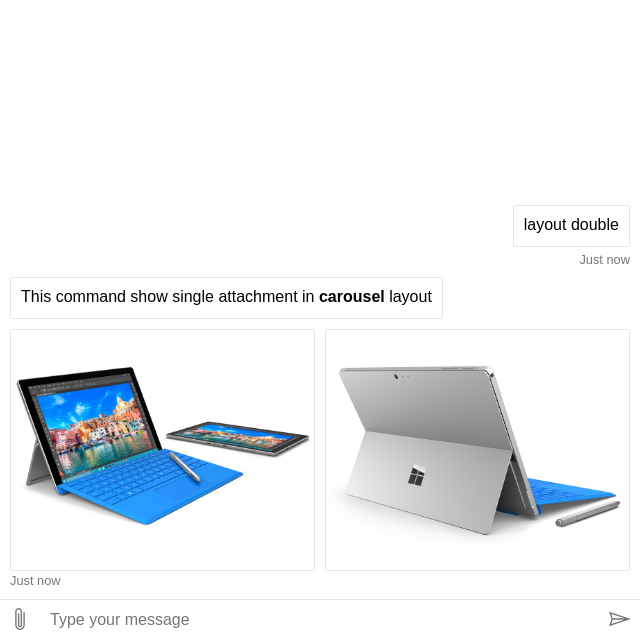 layout double
Just now
This command show single attachment in carousel layout
Just now
Type your message